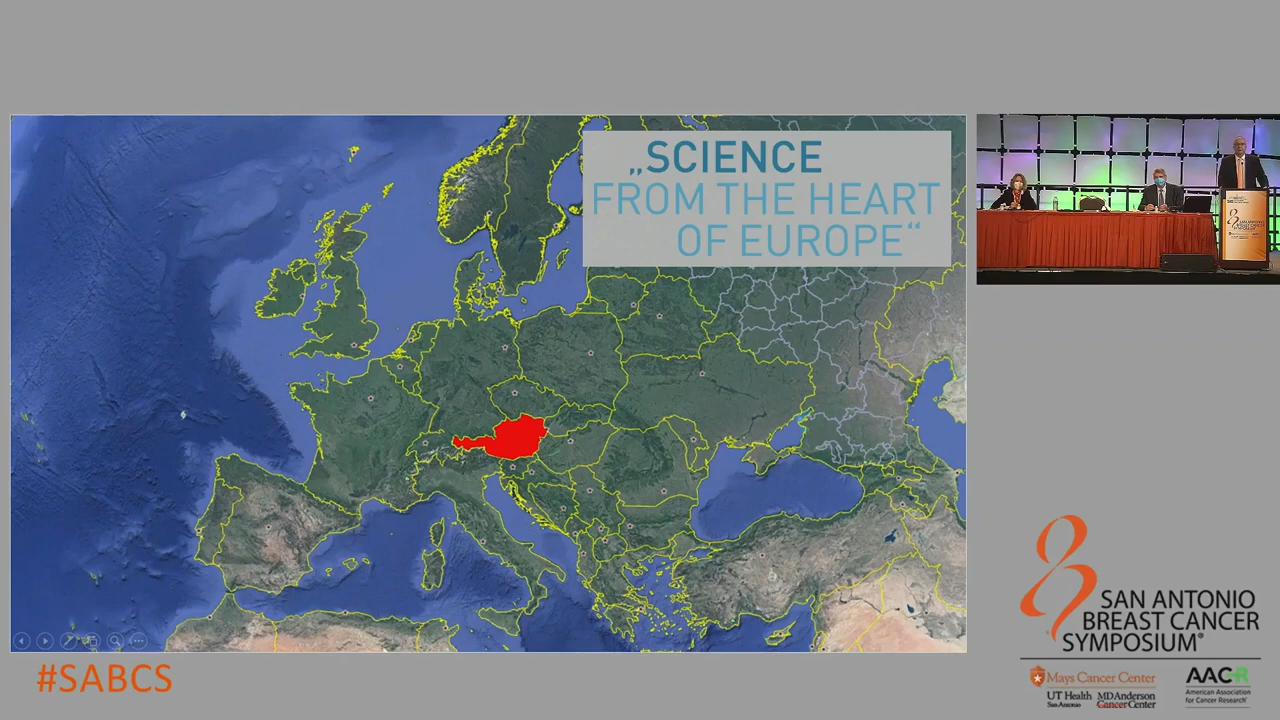 „SCIENCE
FROM THE HEART
OF EUROPE“
#SABCS
SAN ANTONIO
BREAST CANCER
SYMPOSIUM®
Mays Cancer Center
UT Health
San Antonio
MD Anderson
Cancer Center
AACR
American Association
for Cancer Research®